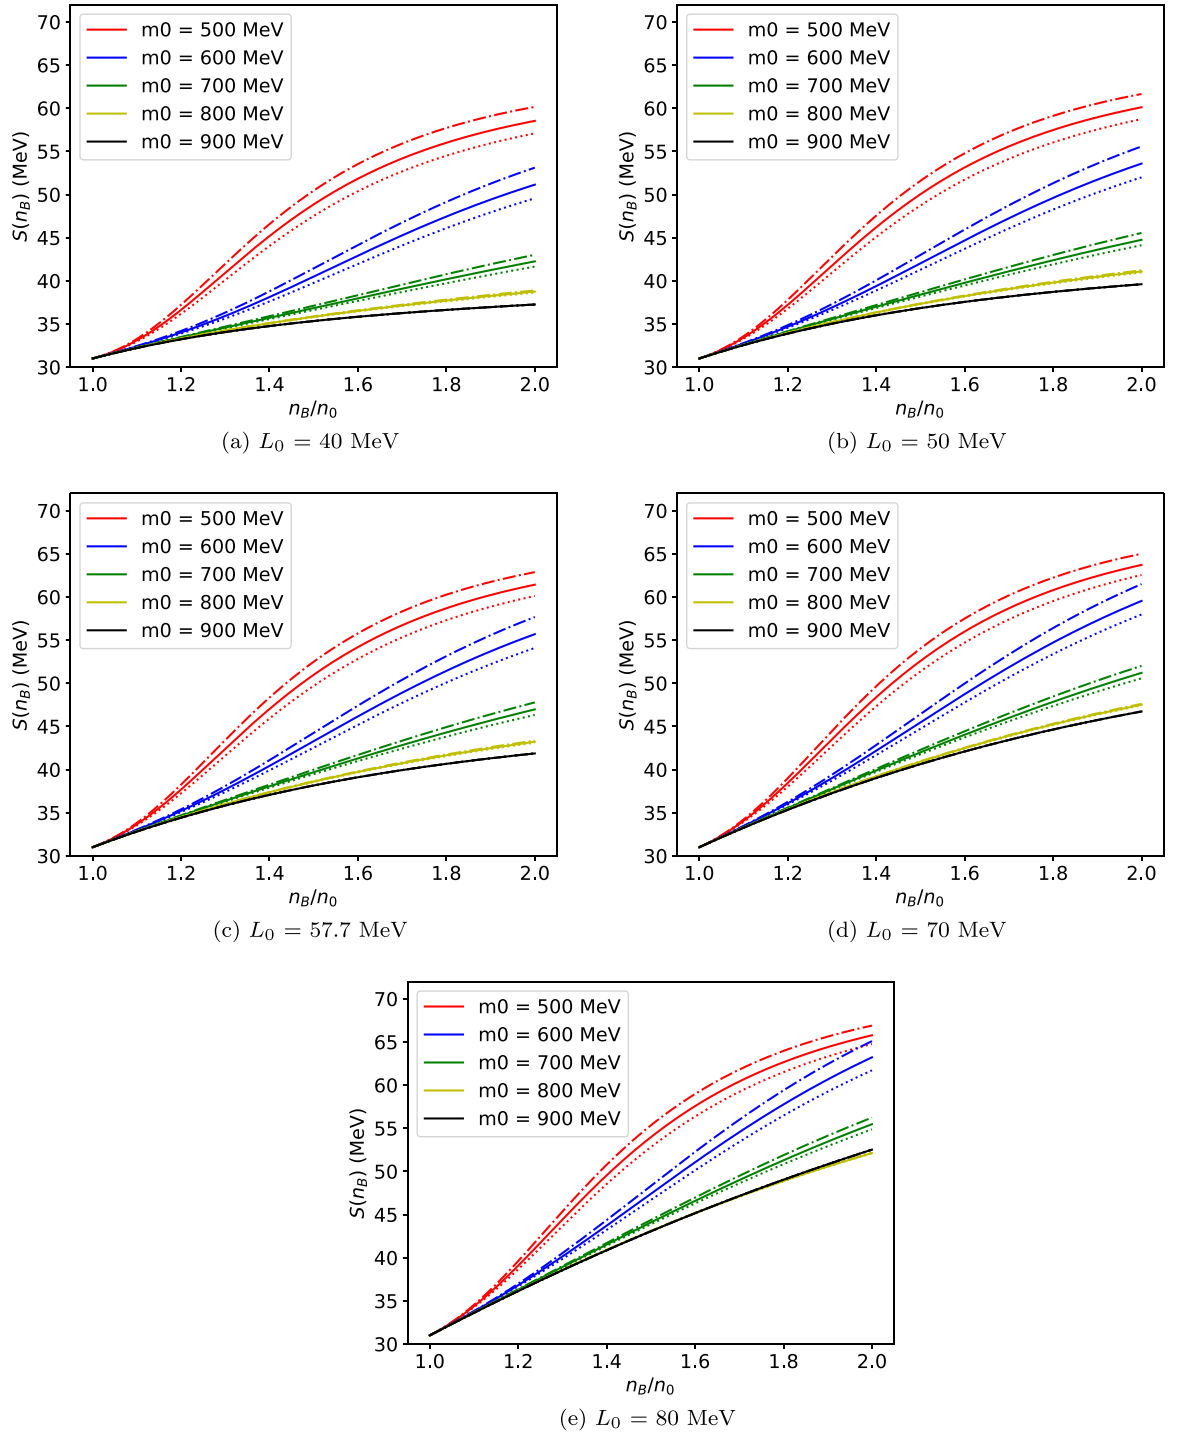 m0 = 500 MeV
m0 = 600 MeV
m0 = 700 MeV
m0 = 800 MeV
m0 = 900 MeV
S(n_B) (MeV)
70
65
60
55
50
45
40
35
30
1.0 1.2 1.4 1.6 1.8 2.0
n_B/n_0
(a) L_0 = 40 MeV
m0 = 500 MeV
m0 = 600 MeV
m0 = 700 MeV
m0 = 800 MeV
m0 = 900 MeV
S(n_B) (MeV)
70
65
60
55
50
45
40
35
30
1.0 1.2 1.4 1.6 1.8 2.0
n_B/n_0
(b) L_0 = 50 MeV
m0 = 500 MeV
m0 = 600 MeV
m0 = 700 MeV
m0 = 800 MeV
m0 = 900 MeV
S(n_B) (MeV)
70
65
60
55
50
45
40
35
30
1.0 1.2 1.4 1.6 1.8 2.0
n_B/n_0
(c) L_0 = 57.7 MeV
m0 = 500 MeV
m0 = 600 MeV
m0 = 700 MeV
m0 = 800 MeV
m0 = 900 MeV
S(n_B) (MeV)
70
65
60
55
50
45
40
35
30
1.0 1.2 1.4 1.6 1.8 2.0
n_B/n_0
(d) L_0 = 70 MeV
m0 = 500 MeV
m0 = 600 MeV
m0 = 700 MeV
m0 = 800 MeV
m0 = 900 MeV
S(n_B) (MeV)
70
65
60
55
50
45
40
35
30
1.0 1.2 1.4 1.6 1.8 2.0
n_B/n_0
(e) L_0 = 80 MeV